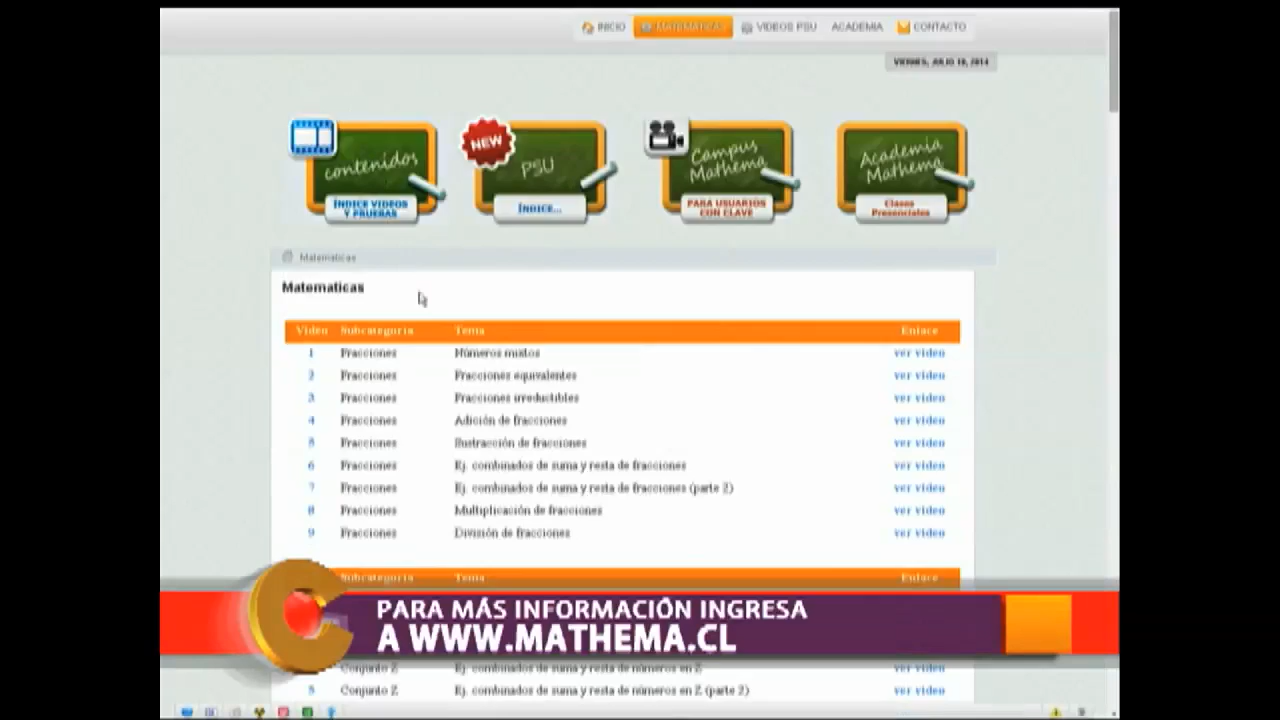 INICIO MATEMATICAS VIDEOS PSU ACADEMIA CONTACTO
VIERNES, JULIO 18, 2014
contenidos
ÍNDICE VIDEOS
Y PRUEBAS
NEW
PSU
ÍNDICE...
Campus
Mathema
PARA USUARIOS
CON CLAVE
Academia
Mathema
Clases
Presenciales
Matematicas
Matematicas
Video Subcategoria Tema Enlace
1 Fracciones Números mixtos ver video
2 Fracciones Fracciones equivalentes ver video
3 Fracciones Fracciones irreductibles ver video
4 Fracciones Adición de fracciones ver video
5 Fracciones Sustracción de fracciones ver video
6 Fracciones Ej. combinados de suma y resta de fracciones ver video
7 Fracciones Ej. combinados de suma y resta de fracciones (parte 2) ver video
8 Fracciones Multiplicación de fracciones ver video
9 Fracciones División de fracciones ver video
Subcategoria Tema Enlace
PARA MÁS INFORMACIÓN INGRESA
A WWW.MATHEMA.CL
Conjunto Z Ej. combinados de suma y resta de números en Z ver video
5 Conjunto Z Ej. combinados de suma y resta de números en Z (parte 2) ver video